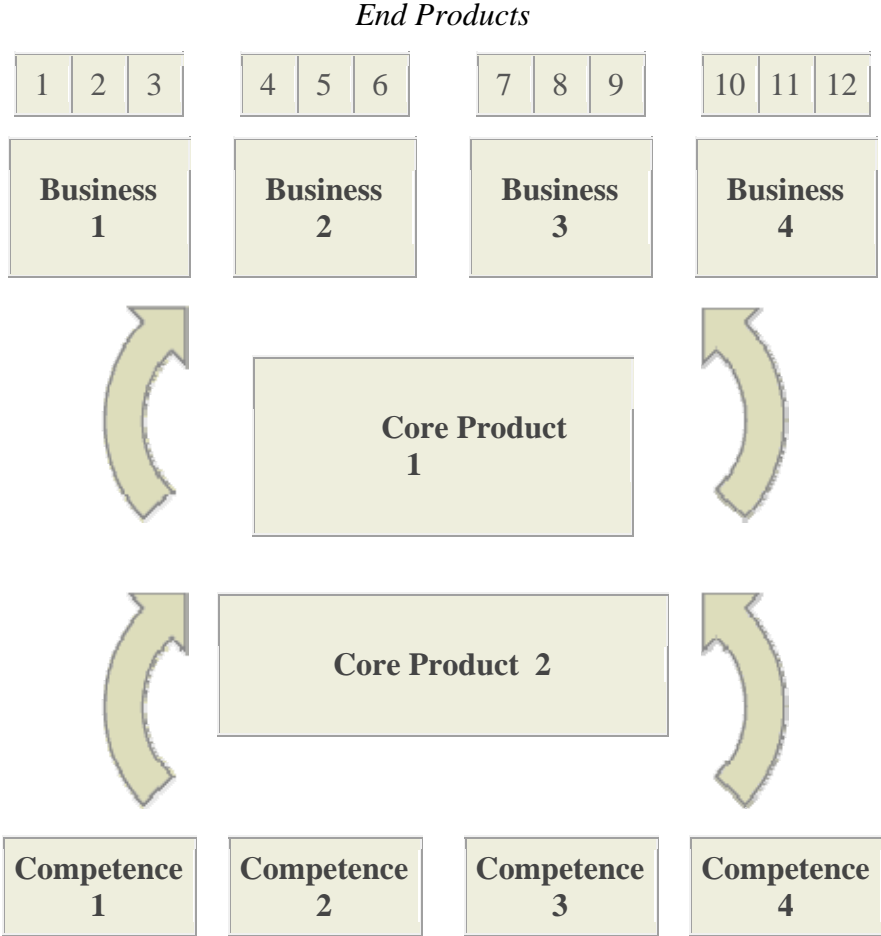 End Products
1 2 3 4 5 6 7 8 9 10 11 12
Business Business Business Business
1 2 3 4
Core Product
1
Core Product 2
Competence Competence Competence Competence
1 2 3 4